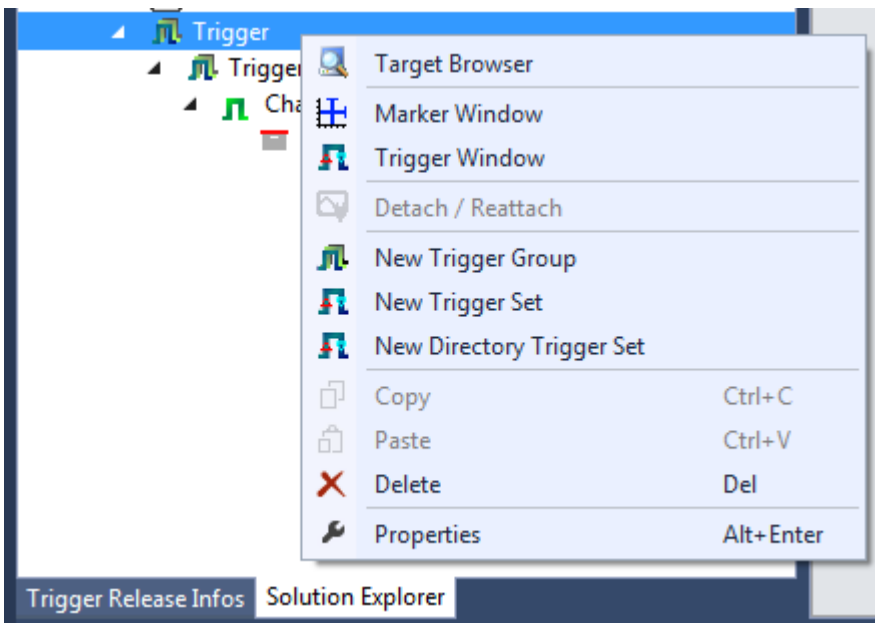 Trigger
Target Browser
Trigger
Marker Window
Cha
Trigger Window
Detach / Reattach
New Trigger Group
New Trigger Set
New Directory Trigger Set
Copy Ctrl+C
Paste Ctrl+V
Delete Del
Properties Alt+Enter
Trigger Release Infos Solution Explorer